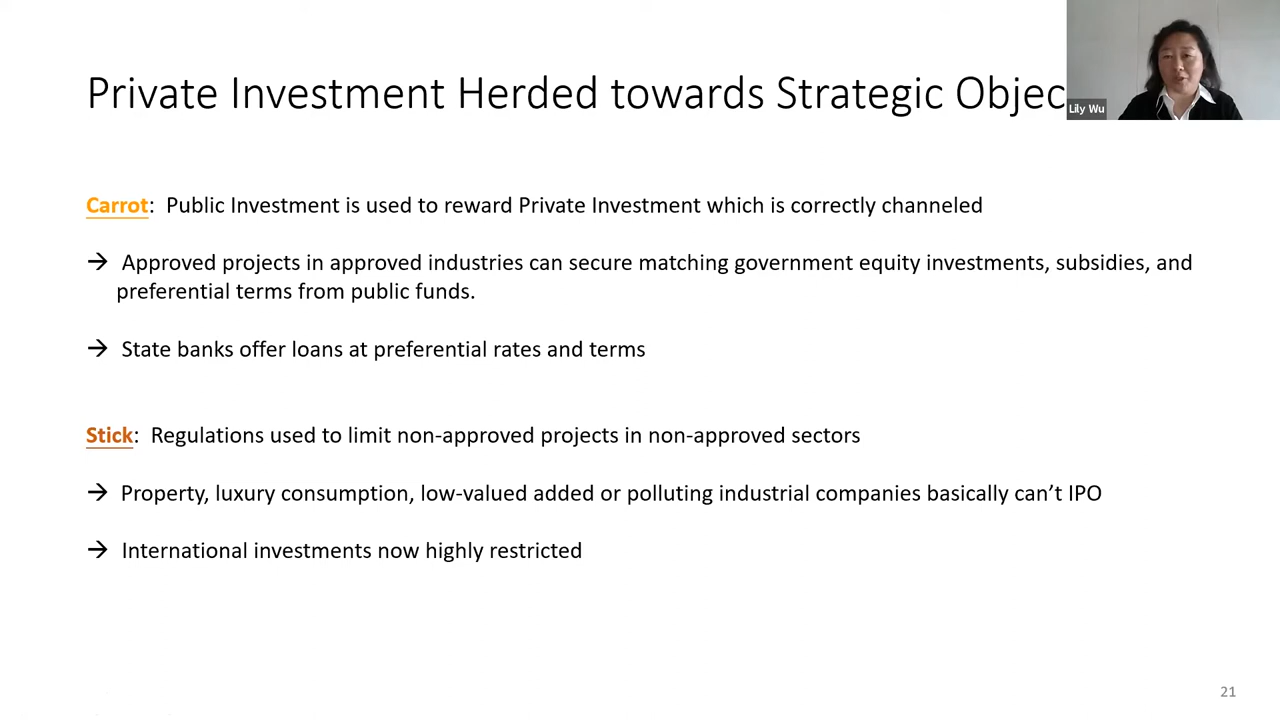 Private Investment Herded towards Strategic Objec
Lily Wu
Carrot: Public Investment is used to reward Private Investment which is correctly channeled
→ Approved projects in approved industries can secure matching government equity investments, subsidies, and
preferential terms from public funds.
→ State banks offer loans at preferential rates and terms
Stick: Regulations used to limit non-approved projects in non-approved sectors
→ Property, luxury consumption, low-valued added or polluting industrial companies basically can’t IPO
→ International investments now highly restricted
21